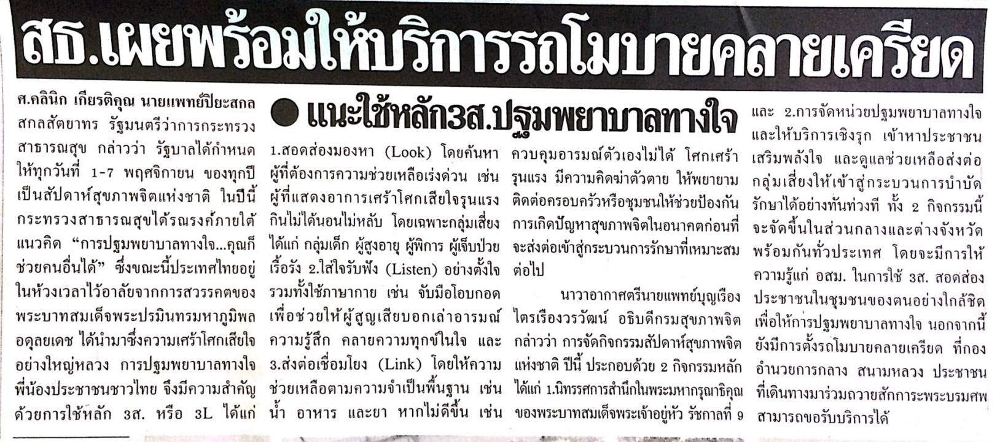 สธ.เผยพร้อมให้บริการรถโมบายคลายเครียด
● แนะใช้หลัก3ส.ปฐมพยาบาลทางใจ
ศ.คลินิก เกียรติคุณ นายแพทย์ปิยะสกล
สกลสัตยาทร รัฐมนตรีว่าการกระทรวง
สาธารณสุข กล่าวว่า รัฐบาลได้กำหนด
ให้ทุกวันที่ 1-7 พฤศจิกายน ของทุกปี
เป็นสัปดาห์สุขภาพจิตแห่งชาติ ในปีนี้
กระทรวงสาธารณสุขได้รณรงค์ภายใต้
แนวคิด “การปฐมพยาบาลทางใจ...คุณก็
ช่วยคนอื่นได้” ซึ่งขณะนี้ประเทศไทยอยู่
ในห้วงเวลาไว้อาลัยจากการสวรรคตของ
พระบาทสมเด็จพระปรมินทรมหาภูมิพล
อดุลยเดช ได้นำมาซึ่งความเศร้าโศกเสียใจ
อย่างใหญ่หลวง การปฐมพยาบาลทางใจ
พี่น้องประชาชนชาวไทย จึงมีความสำคัญ
ด้วยการใช้หลัก 3ส. หรือ 3L ได้แก่
1.สอดส่องมองหา (Look) โดยค้นหา
ผู้ที่ต้องการความช่วยเหลือเร่งด่วน เช่น
ผู้ที่แสดงอาการเศร้าโศกเสียใจรุนแรง
กินไม่ได้นอนไม่หลับ โดยเฉพาะกลุ่มเสี่ยง
ได้แก่ กลุ่มเด็ก ผู้สูงอายุ ผู้พิการ ผู้เจ็บป่วย
เรื้อรัง 2.ใส่ใจรับฟัง (Listen) อย่างตั้งใจ
รวมทั้งใช้ภาษากาย เช่น จับมือโอบกอด
เพื่อช่วยให้ผู้สูญเสียบอกเล่าอารมณ์
ความรู้สึก คลายความทุกข์ในใจ และ
3.ส่งต่อเชื่อมโยง (Link) โดยให้ความ
ช่วยเหลือตามความจำเป็นพื้นฐาน เช่น
น้ำ อาหาร และยา หากไม่ดีขึ้น เช่น
ควบคุมอารมณ์ตัวเองไม่ได้ โศกเศร้า
รุนแรง มีความคิดฆ่าตัวตาย ให้พยายาม
ติดต่อครอบครัวหรือชุมชนให้ช่วยป้องกัน
การเกิดปัญหาสุขภาพจิตในอนาคตก่อนที่
จะส่งต่อเข้าสู่กระบวนการรักษาที่เหมาะสม
ต่อไป
นาวาอากาศตรีนายแพทย์บุญเรือง
ไตรเรืองวรวัฒน์ อธิบดีกรมสุขภาพจิต
กล่าวว่า การจัดกิจกรรมสัปดาห์สุขภาพจิต
แห่งชาติ ปีนี้ ประกอบด้วย 2 กิจกรรมหลัก
ได้แก่ 1.นิทรรศการสำนึกในพระมหากรุณาธิคุณ
ของพระบาทสมเด็จพระเจ้าอยู่หัว รัชกาลที่ 9
และ 2.การจัดหน่วยปฐมพยาบาลทางใจ
และให้บริการเชิงรุก เข้าหาประชาชน
เสริมพลังใจ และดูแลช่วยเหลือส่งต่อ
กลุ่มเสี่ยงให้เข้าสู่กระบวนการบำบัด
รักษาได้อย่างทันท่วงที ทั้ง 2 กิจกรรมนี้
จะจัดขึ้นในส่วนกลางและต่างจังหวัด
พร้อมกันทั่วประเทศ โดยจะมีการให้
ความรู้แก่ อสม. ในการใช้ 3ส. สอดส่อง
ประชาชนในชุมชนของตนอย่างใกล้ชิด
เพื่อให้การปฐมพยาบาลทางใจ นอกจากนี้
ยังมีการตั้งรถโมบายคลายเครียด ที่กอง
อำนวยการกลาง สนามหลวง ประชาชน
ที่เดินทางมาร่วมถวายสักการะพระบรมศพ
สามารถขอรับบริการได้